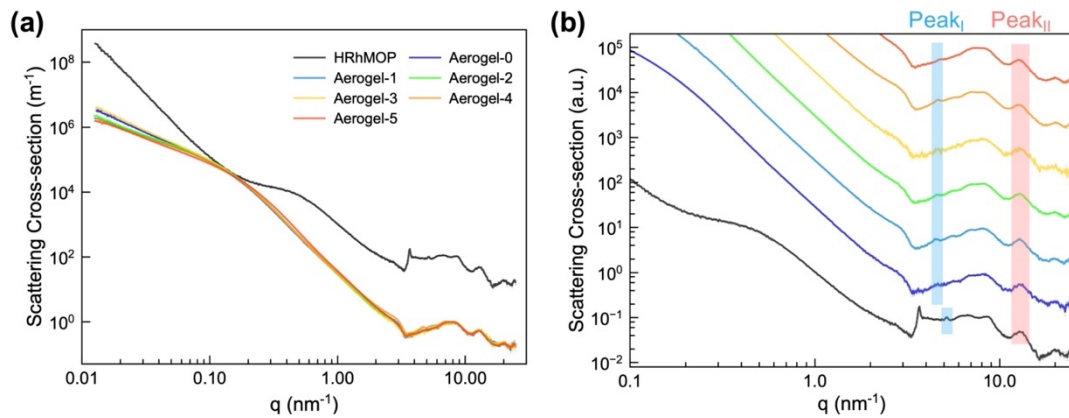 (a)
Scattering Cross-section (m⁻¹)
10⁸
10⁶
10⁴
10²
10⁰
HRhMOP
Aerogel-0
Aerogel-1
Aerogel-2
Aerogel-3
Aerogel-4
Aerogel-5
0.01
0.10
1.00
10.00
q (nm⁻¹)
(b)
Peak_I
Peak_II
Scattering Cross-section (a.u.)
10⁵
10⁴
10³
10²
10¹
10⁰
10⁻¹
10⁻²
0.1
1.0
10.0
q (nm⁻¹)